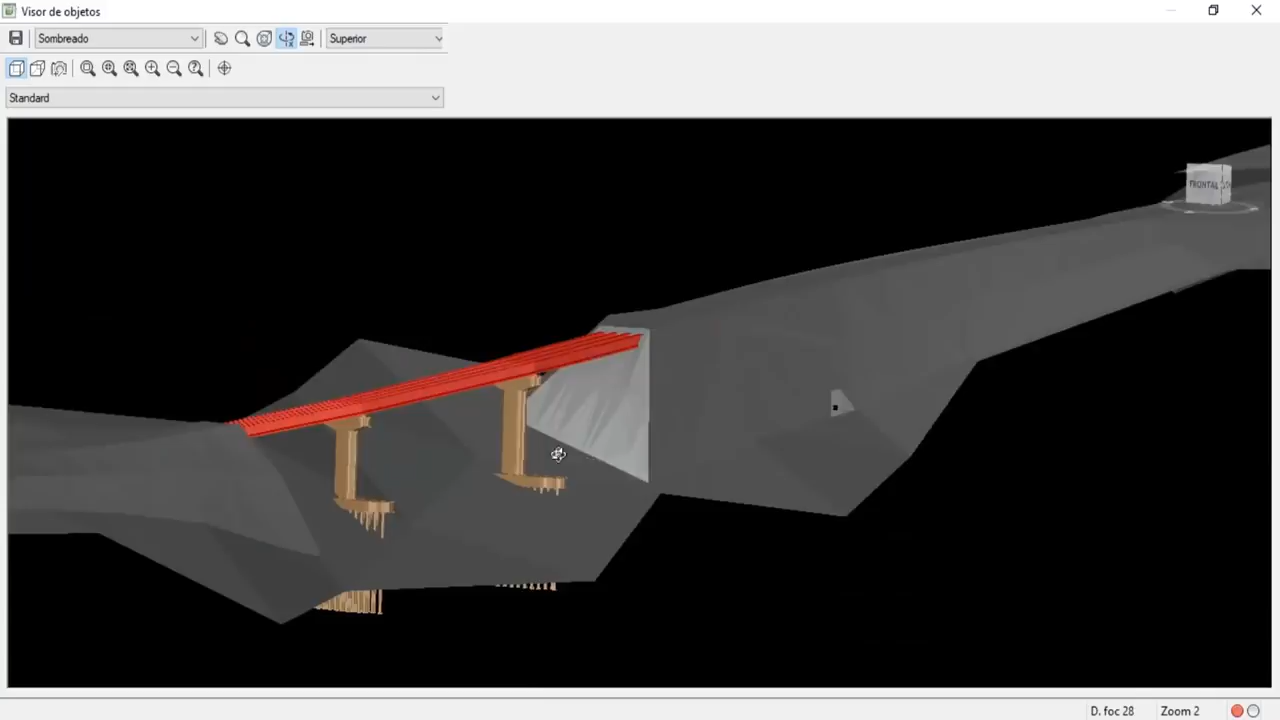 Visor de objetos
Sombreado
Superior
Standard
FRONTAL
D. foc 28
Zoom 2